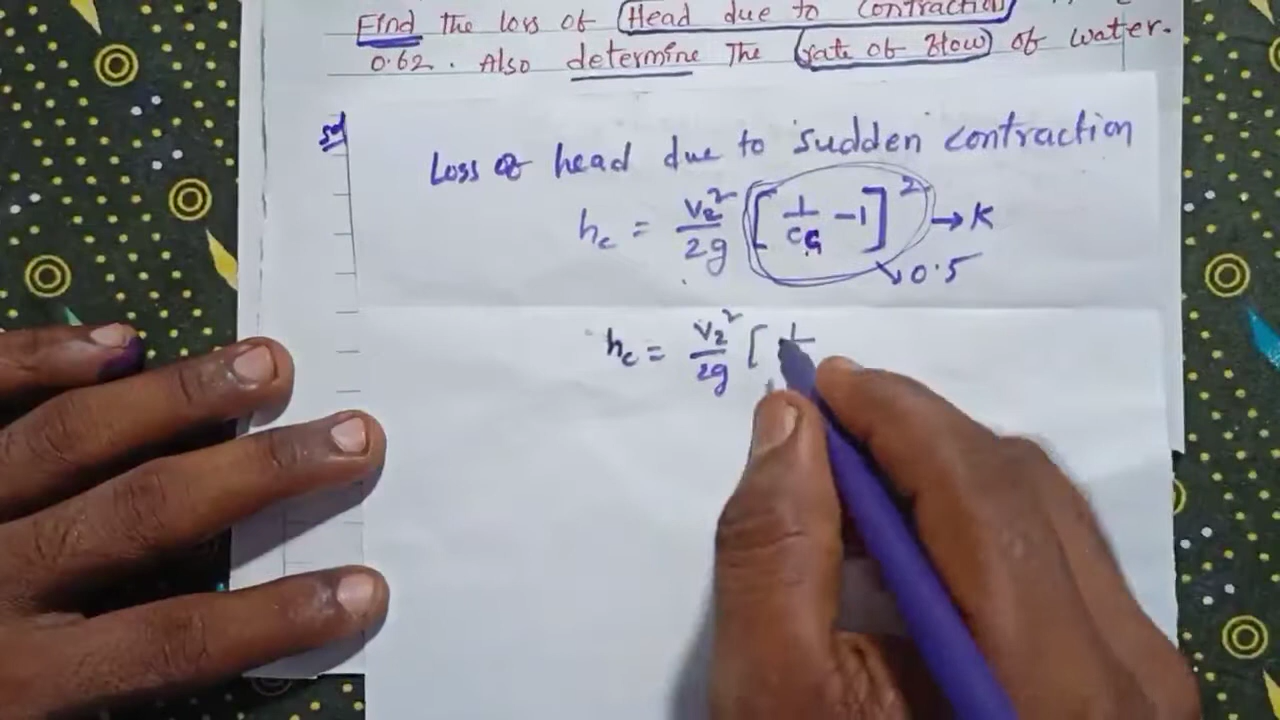 Find the loss of Head due to contraction
0.62. Also determine The rate of flow of water.
Sol
Loss of head due to "sudden" contraction
hc = V2²/2g [1/Cc - 1]² → K
↘ 0.5
hc = V2²/2g [ 1